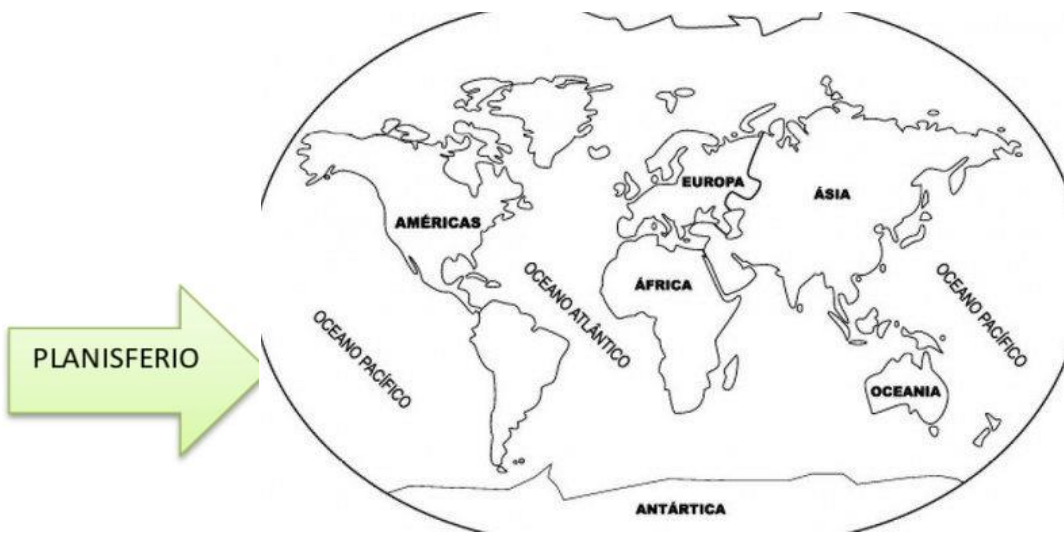 EUROPA
ÁSIA
AMÉRICAS
ÁFRICA
OCEANO ATLÂNTICO
OCEANO PACÍFICO
OCEANO PACÍFICO
PLANISFERIO
OCEANIA
ANTÁRTICA